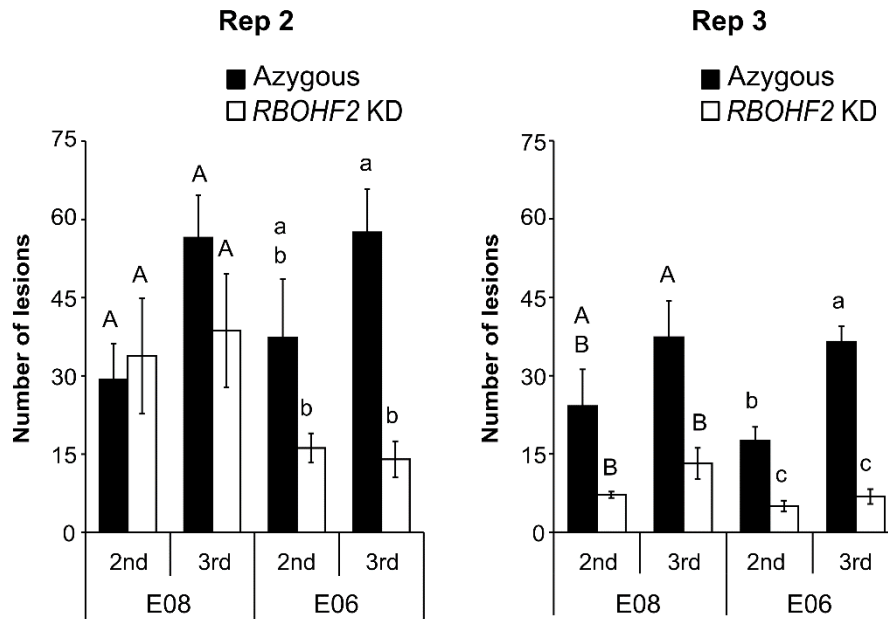 Rep 2
Azygous
RBOHF2 KD
75
60
45
30
15
0
Number of lesions
A
A
A
A
a
b
b
a
b
2nd
3rd
2nd
3rd
E08
E06
Rep 3
Azygous
RBOHF2 KD
75
60
45
30
15
0
Number of lesions
A
B
B
A
B
b
c
a
c
2nd
3rd
2nd
3rd
E08
E06